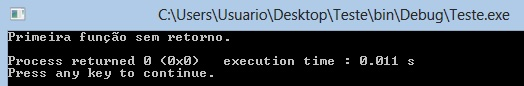 C:\Users\Usuario\Desktop\Teste\bin\Debug\Teste.exe
Primeira função sem retorno.
Process returned 0 (0x0)   execution time : 0.011 s
Press any key to continue.